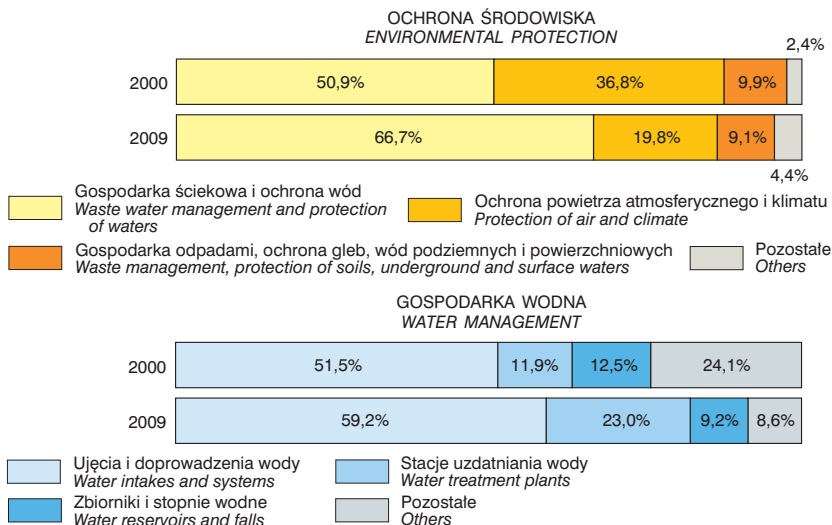 OCHRONA ŚRODOWISKA
ENVIRONMENTAL PROTECTION
2,4%
2000 50,9% 36,8% 9,9%
2009 66,7% 19,8% 9,1%
4,4%
Gospodarka ściekowa i ochrona wód
Waste water management and protection
of waters
Ochrona powietrza atmosferycznego i klimatu
Protection of air and climate
Gospodarka odpadami, ochrona gleb, wód podziemnych i powierzchniowych
Waste management, protection of soils, underground and surface waters
Pozostałe
Others
GOSPODARKA WODNA
WATER MANAGEMENT
2000 51,5% 11,9% 12,5% 24,1%
2009 59,2% 23,0% 9,2% 8,6%
Ujęcia i doprowadzenia wody
Water intakes and systems
Stacje uzdatniania wody
Water treatment plants
Zbiorniki i stopnie wodne
Water reservoirs and falls
Pozostałe
Others